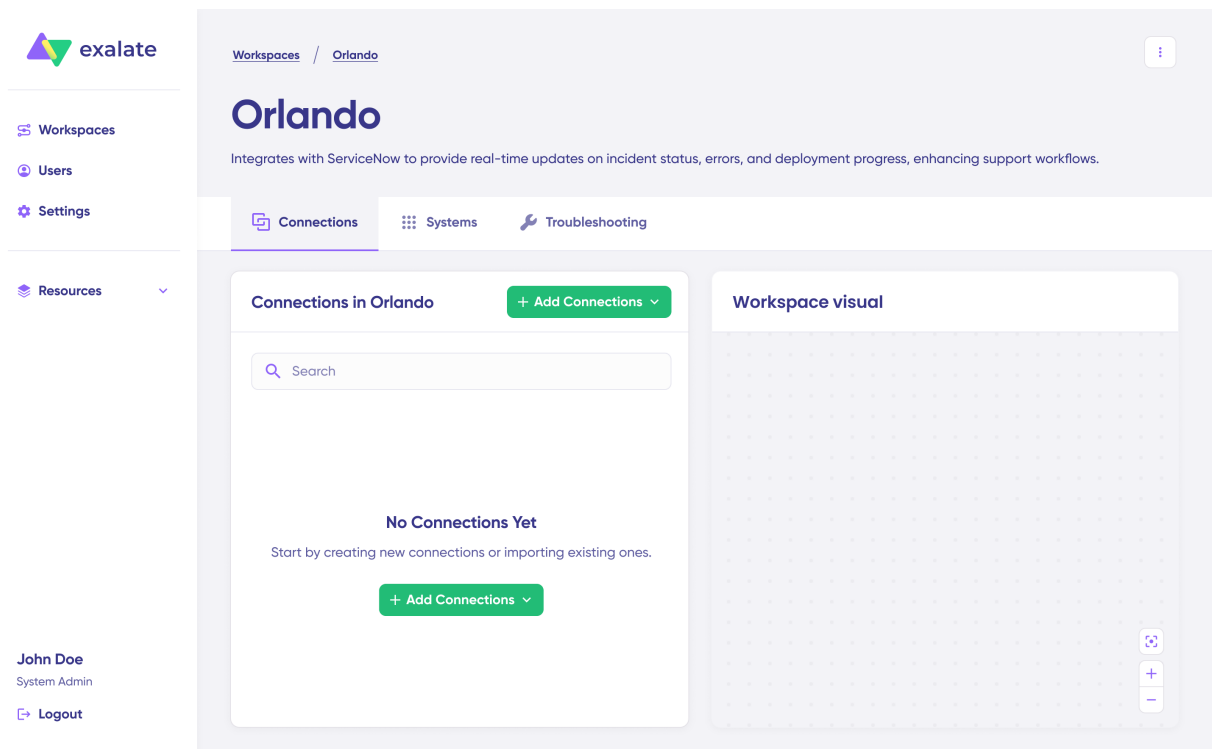 exalate
Workspaces
Users
Settings
Resources
John Doe
System Admin
Logout
Workspaces / Orlando
Orlando
Integrates with ServiceNow to provide real-time updates on incident status, errors, and deployment progress, enhancing support workflows.
Connections Systems Troubleshooting
Connections in Orlando
+ Add Connections
Search
No Connections Yet
Start by creating new connections or importing existing ones.
+ Add Connections
Workspace visual